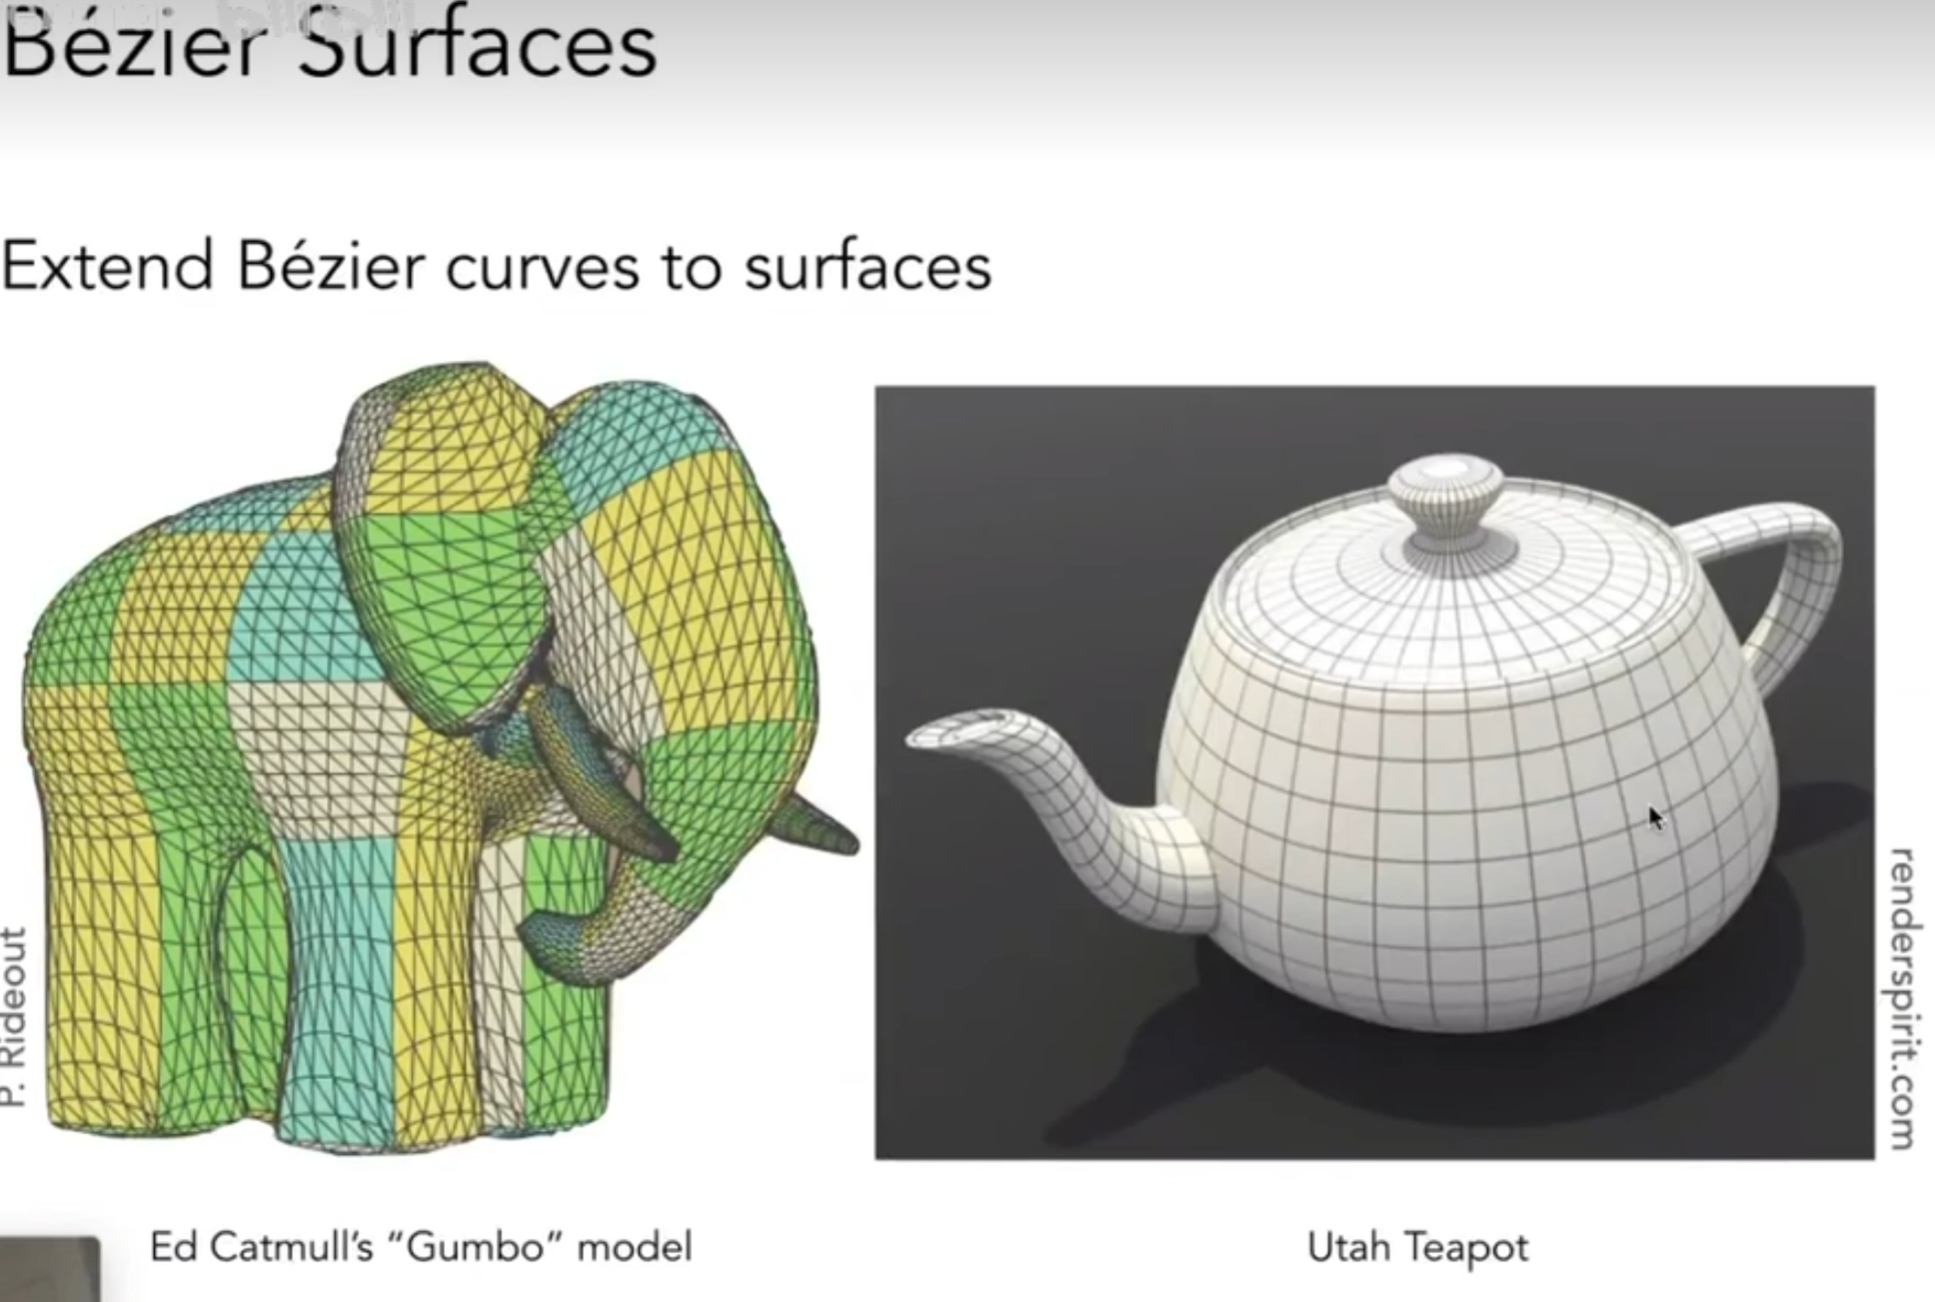 Bézier Surfaces
Extend Bézier curves to surfaces
P. Rideout
renderspirit.com
Ed Catmull’s “Gumbo” model
Utah Teapot